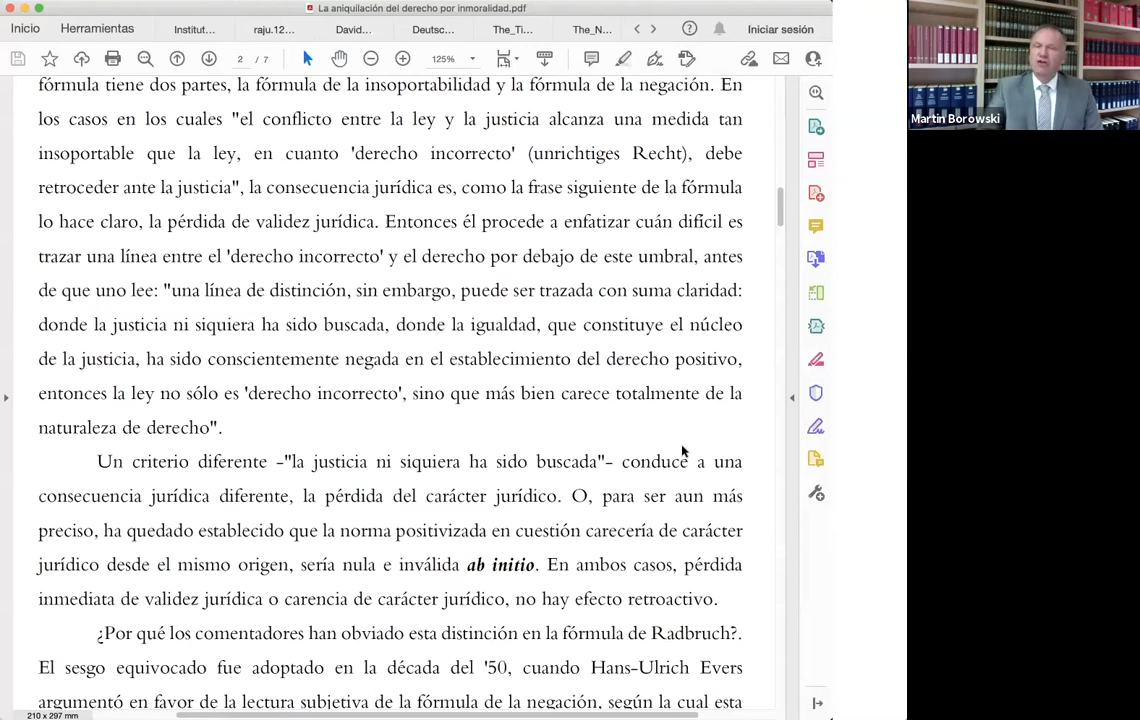 La aniquilación del derecho por inmoralidad.pdf
Inicio
Herramientas
Institut...
raju.12...
David...
Deutsc...
The_Ti...
The_N...
Iniciar sesión
2 / 7
125%
fórmula tiene dos partes, la fórmula de la insoportabilidad y la fórmula de la negación. En
los casos en los cuales "el conflicto entre la ley y la justicia alcanza una medida tan
insoportable que la ley, en cuanto 'derecho incorrecto' (unrichtiges Recht), debe
retroceder ante la justicia", la consecuencia jurídica es, como la frase siguiente de la fórmula
lo hace claro, la pérdida de validez jurídica. Entonces él procede a enfatizar cuán difícil es
trazar una línea entre el 'derecho incorrecto' y el derecho por debajo de este umbral, antes
de que uno lee: "una línea de distinción, sin embargo, puede ser trazada con suma claridad:
donde la justicia ni siquiera ha sido buscada, donde la igualdad, que constituye el núcleo
de la justicia, ha sido conscientemente negada en el establecimiento del derecho positivo,
entonces la ley no sólo es 'derecho incorrecto', sino que más bien carece totalmente de la
naturaleza de derecho".
Un criterio diferente -"la justicia ni siquiera ha sido buscada"- conduce a una
consecuencia jurídica diferente, la pérdida del carácter jurídico. O, para ser aun más
preciso, ha quedado establecido que la norma positivizada en cuestión carecería de carácter
jurídico desde el mismo origen, sería nula e inválida ab initio. En ambos casos, pérdida
inmediata de validez jurídica o carencia de carácter jurídico, no hay efecto retroactivo.
¿Por qué los comentadores han obviado esta distinción en la fórmula de Radbruch?.
El sesgo equivocado fue adoptado en la década del '50, cuando Hans-Ulrich Evers
argumentó en favor de la lectura subjetiva de la fórmula de la negación, según la cual esta
210 x 297 mm
Martin Borowski